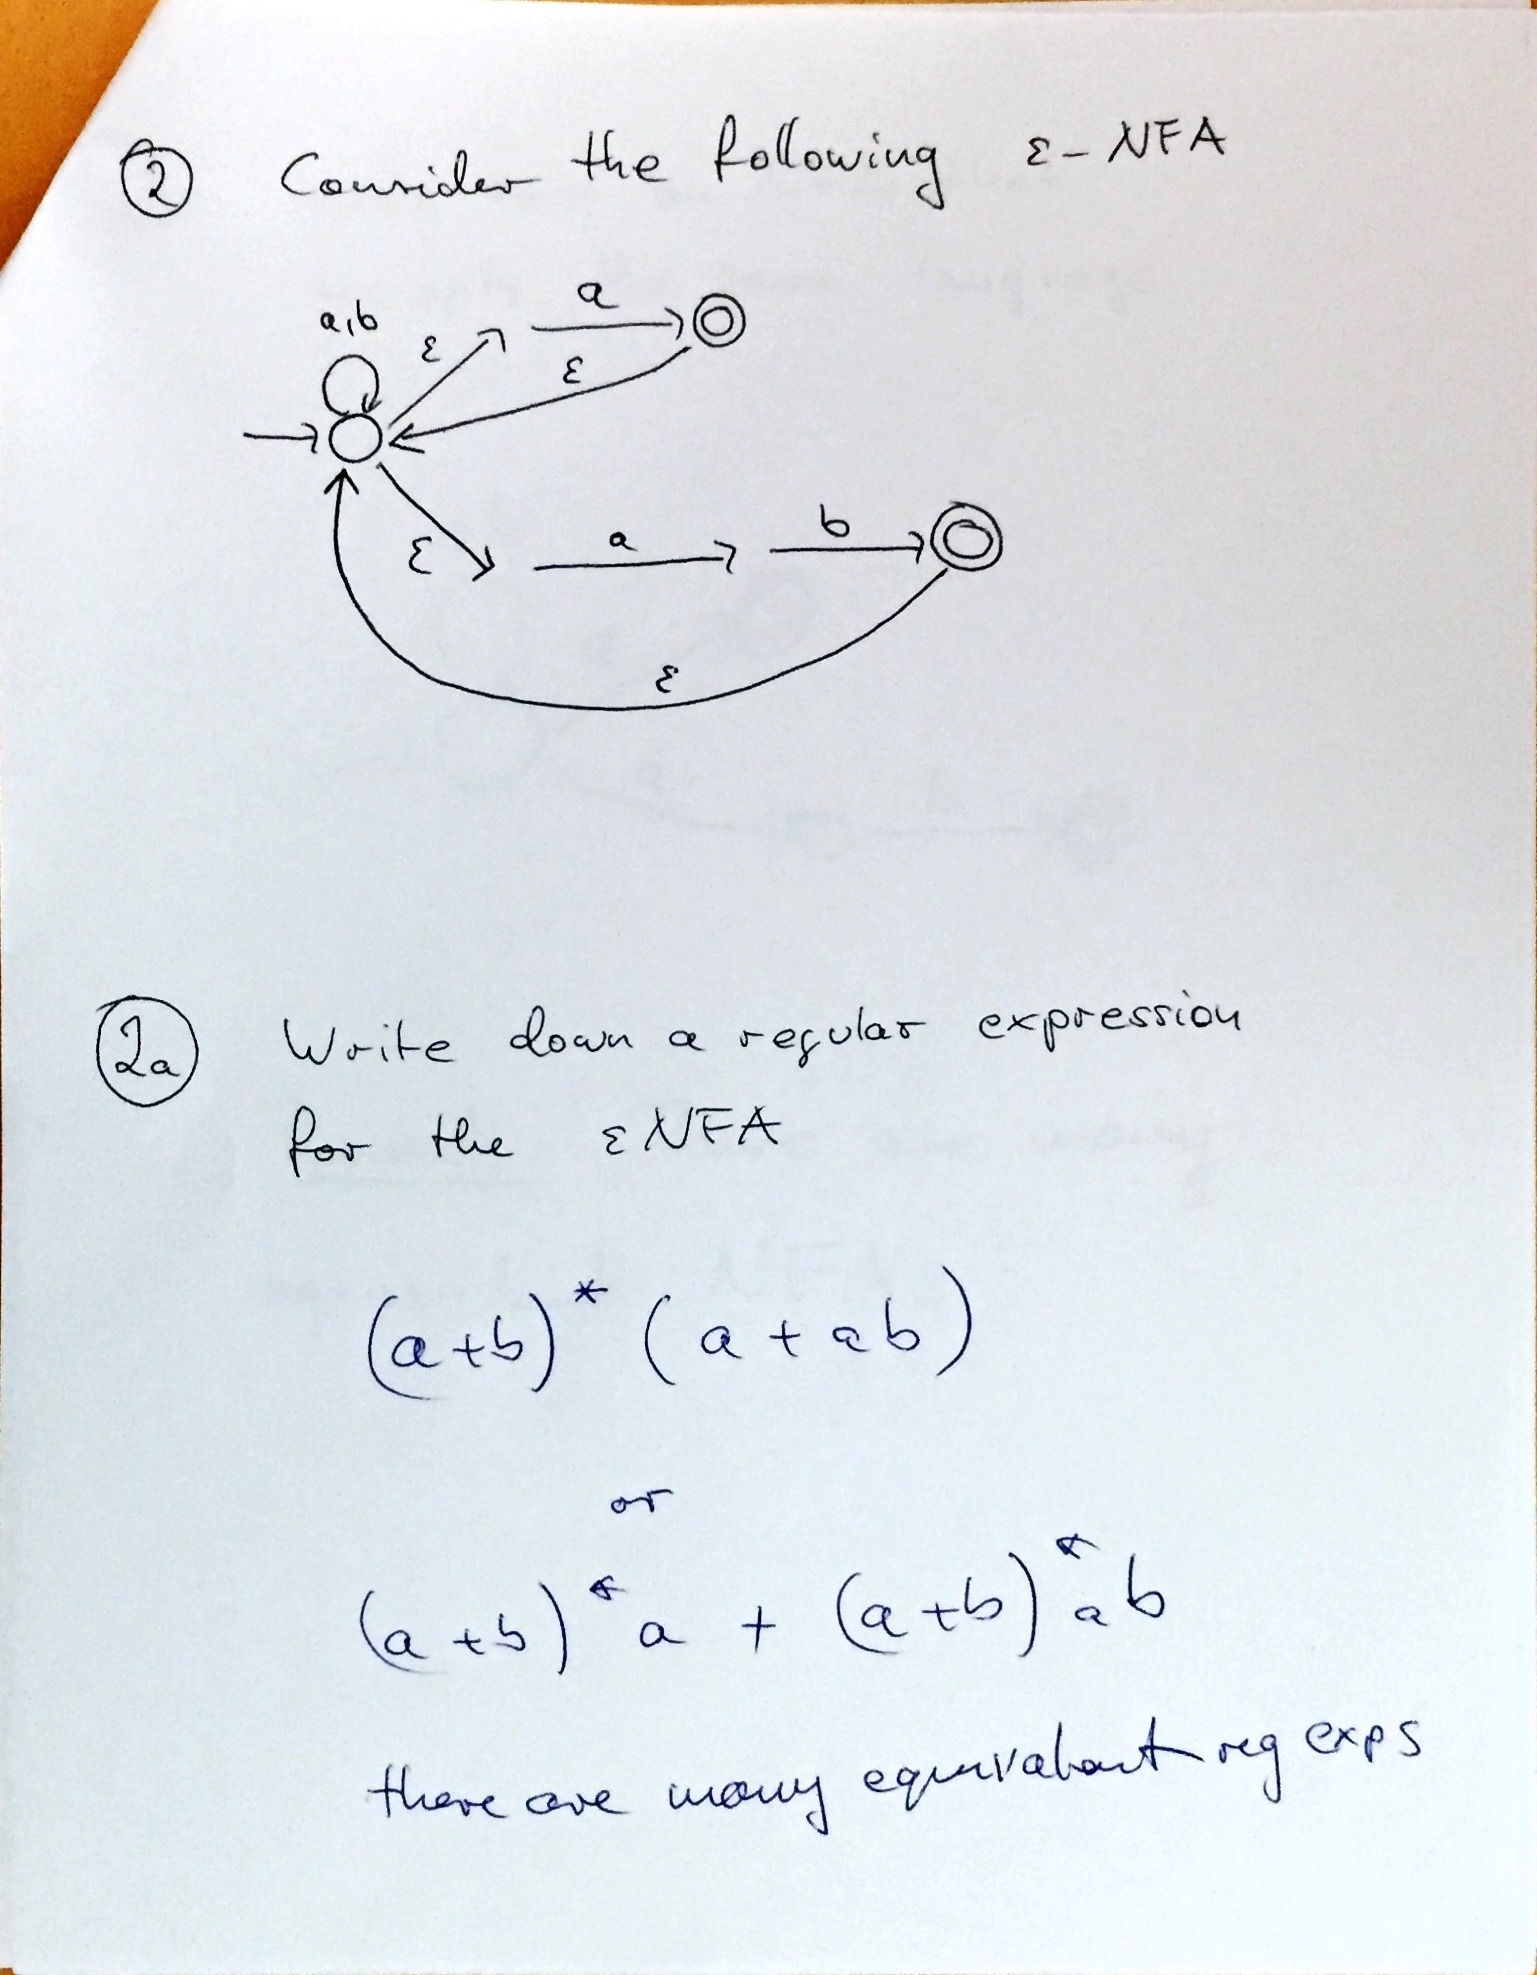 2 Consider the following ε-NFA
a,b
ε
a
ε
ε
a
b
ε
2a Write down a regular expression
for the εNFA
(a+b)* (a + ab)
or
(a+b)* a + (a+b)* ab
there are many equivalent reg exps